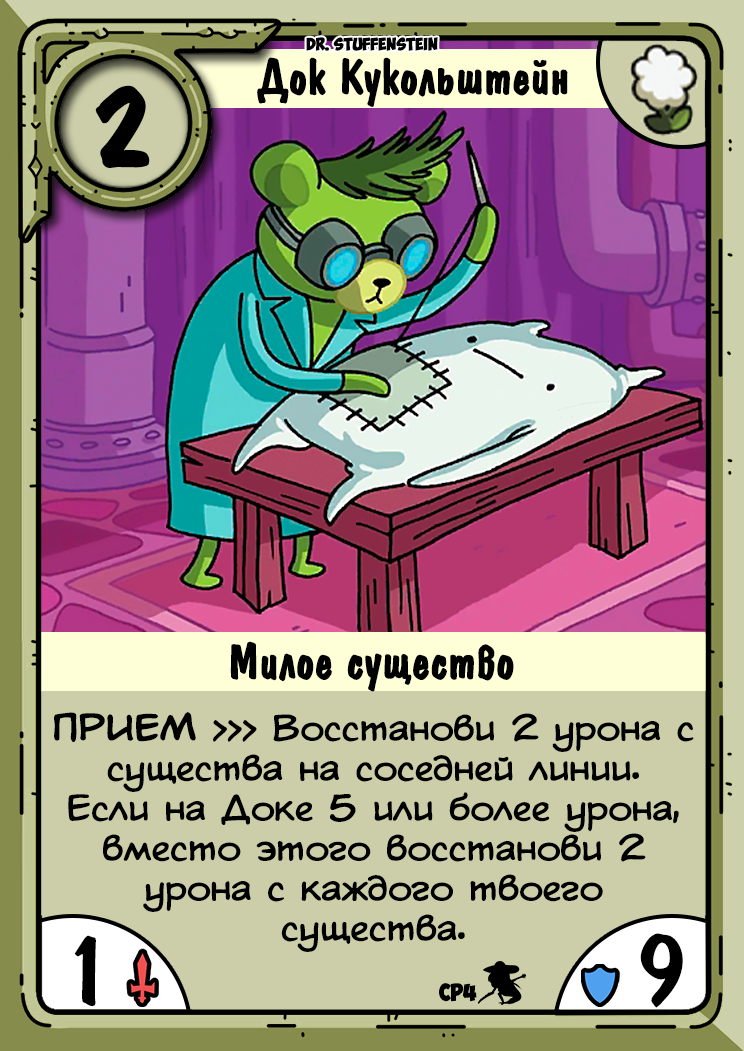 DR. STUFFENSTEIN
2
Док Кукольштейн
Милое существо
ПРИЕМ >>> Восстанови 2 урона с
существа на соседней линии.
Если на Доке 5 или более урона,
вместо этого восстанови 2
урона с каждого твоего
существа.
1
CP4
9